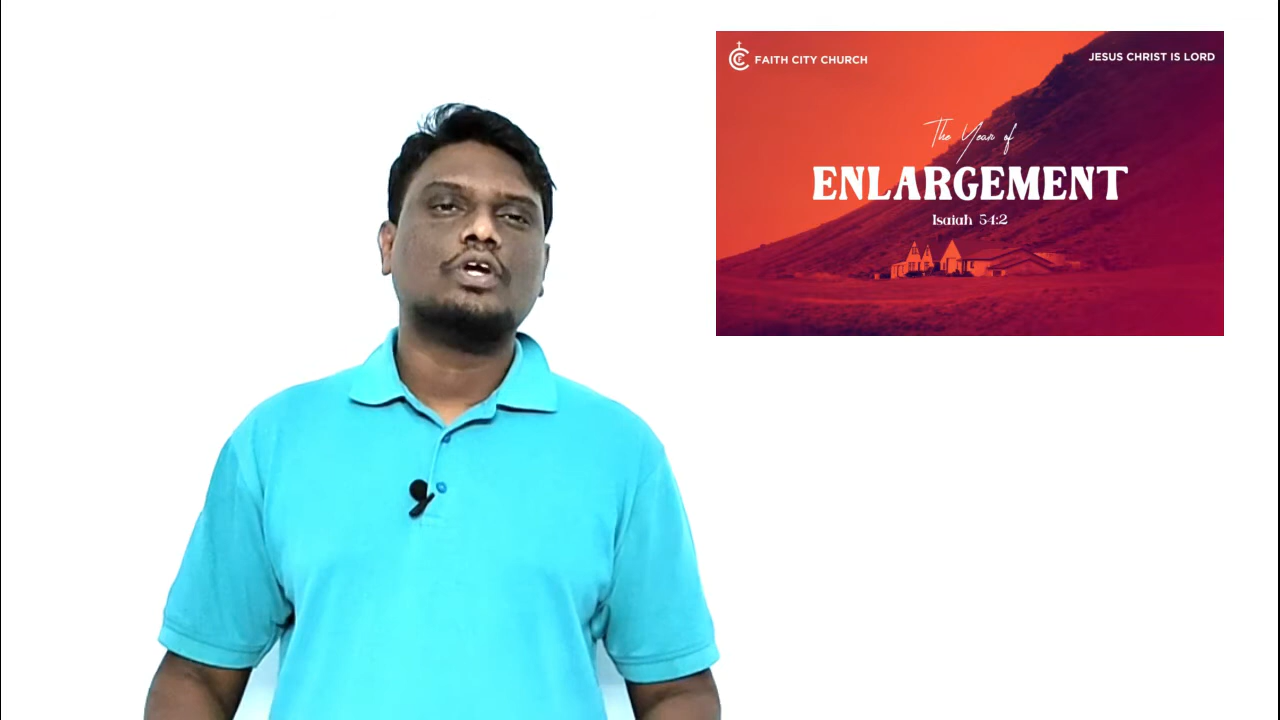 FAITH CITY CHURCH
JESUS CHRIST IS LORD
The Year of
ENLARGEMENT
Isaiah 54:2